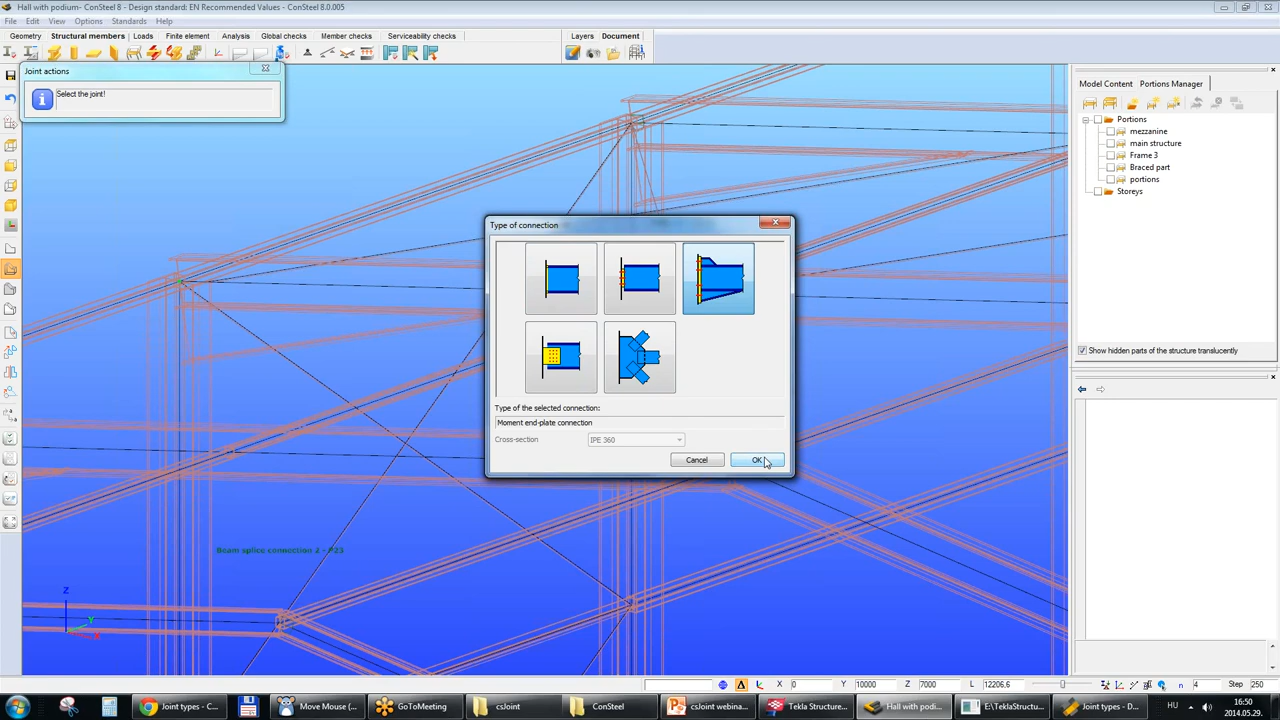 Hall with podium- ConSteel 8 - Design standard: EN Recommended Values - ConSteel 8.0.005
File Edit View Options Standards Help
Geometry Structural members Loads Finite element Analysis Global checks Member checks Serviceability checks Layers Document
Joint actions
Select the joint!
Model Content Portions Manager
Portions
mezzanine
main structure
Frame 3
Braced part
portions
Storeys
Type of connection
Type of the selected connection:
Moment end-plate connection
Cross-section IPE 360
Cancel OK
Show hidden parts of the structure translucently
Beam splice connection 2 - P23
Z
Y
X
X 0 Y 10000 Z 7000 L 12206.6 n 4 Step 250
Joint types - C... Move Mouse (... GoToMeeting csJoint ConSteel csJoint webina... Tekla Structure... Hall with podi... E:\TeklaStructu... Joint types - D... HU 16:50
2014.05.29.